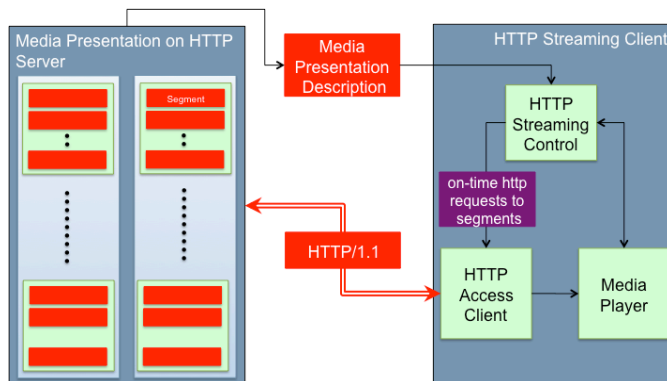 Media Presentation on HTTP
Server
Segment
Media
Presentation
Description
HTTP Streaming Client
HTTP
Streaming
Control
on-time http
requests to
segments
HTTP/1.1
HTTP
Access
Client
Media
Player